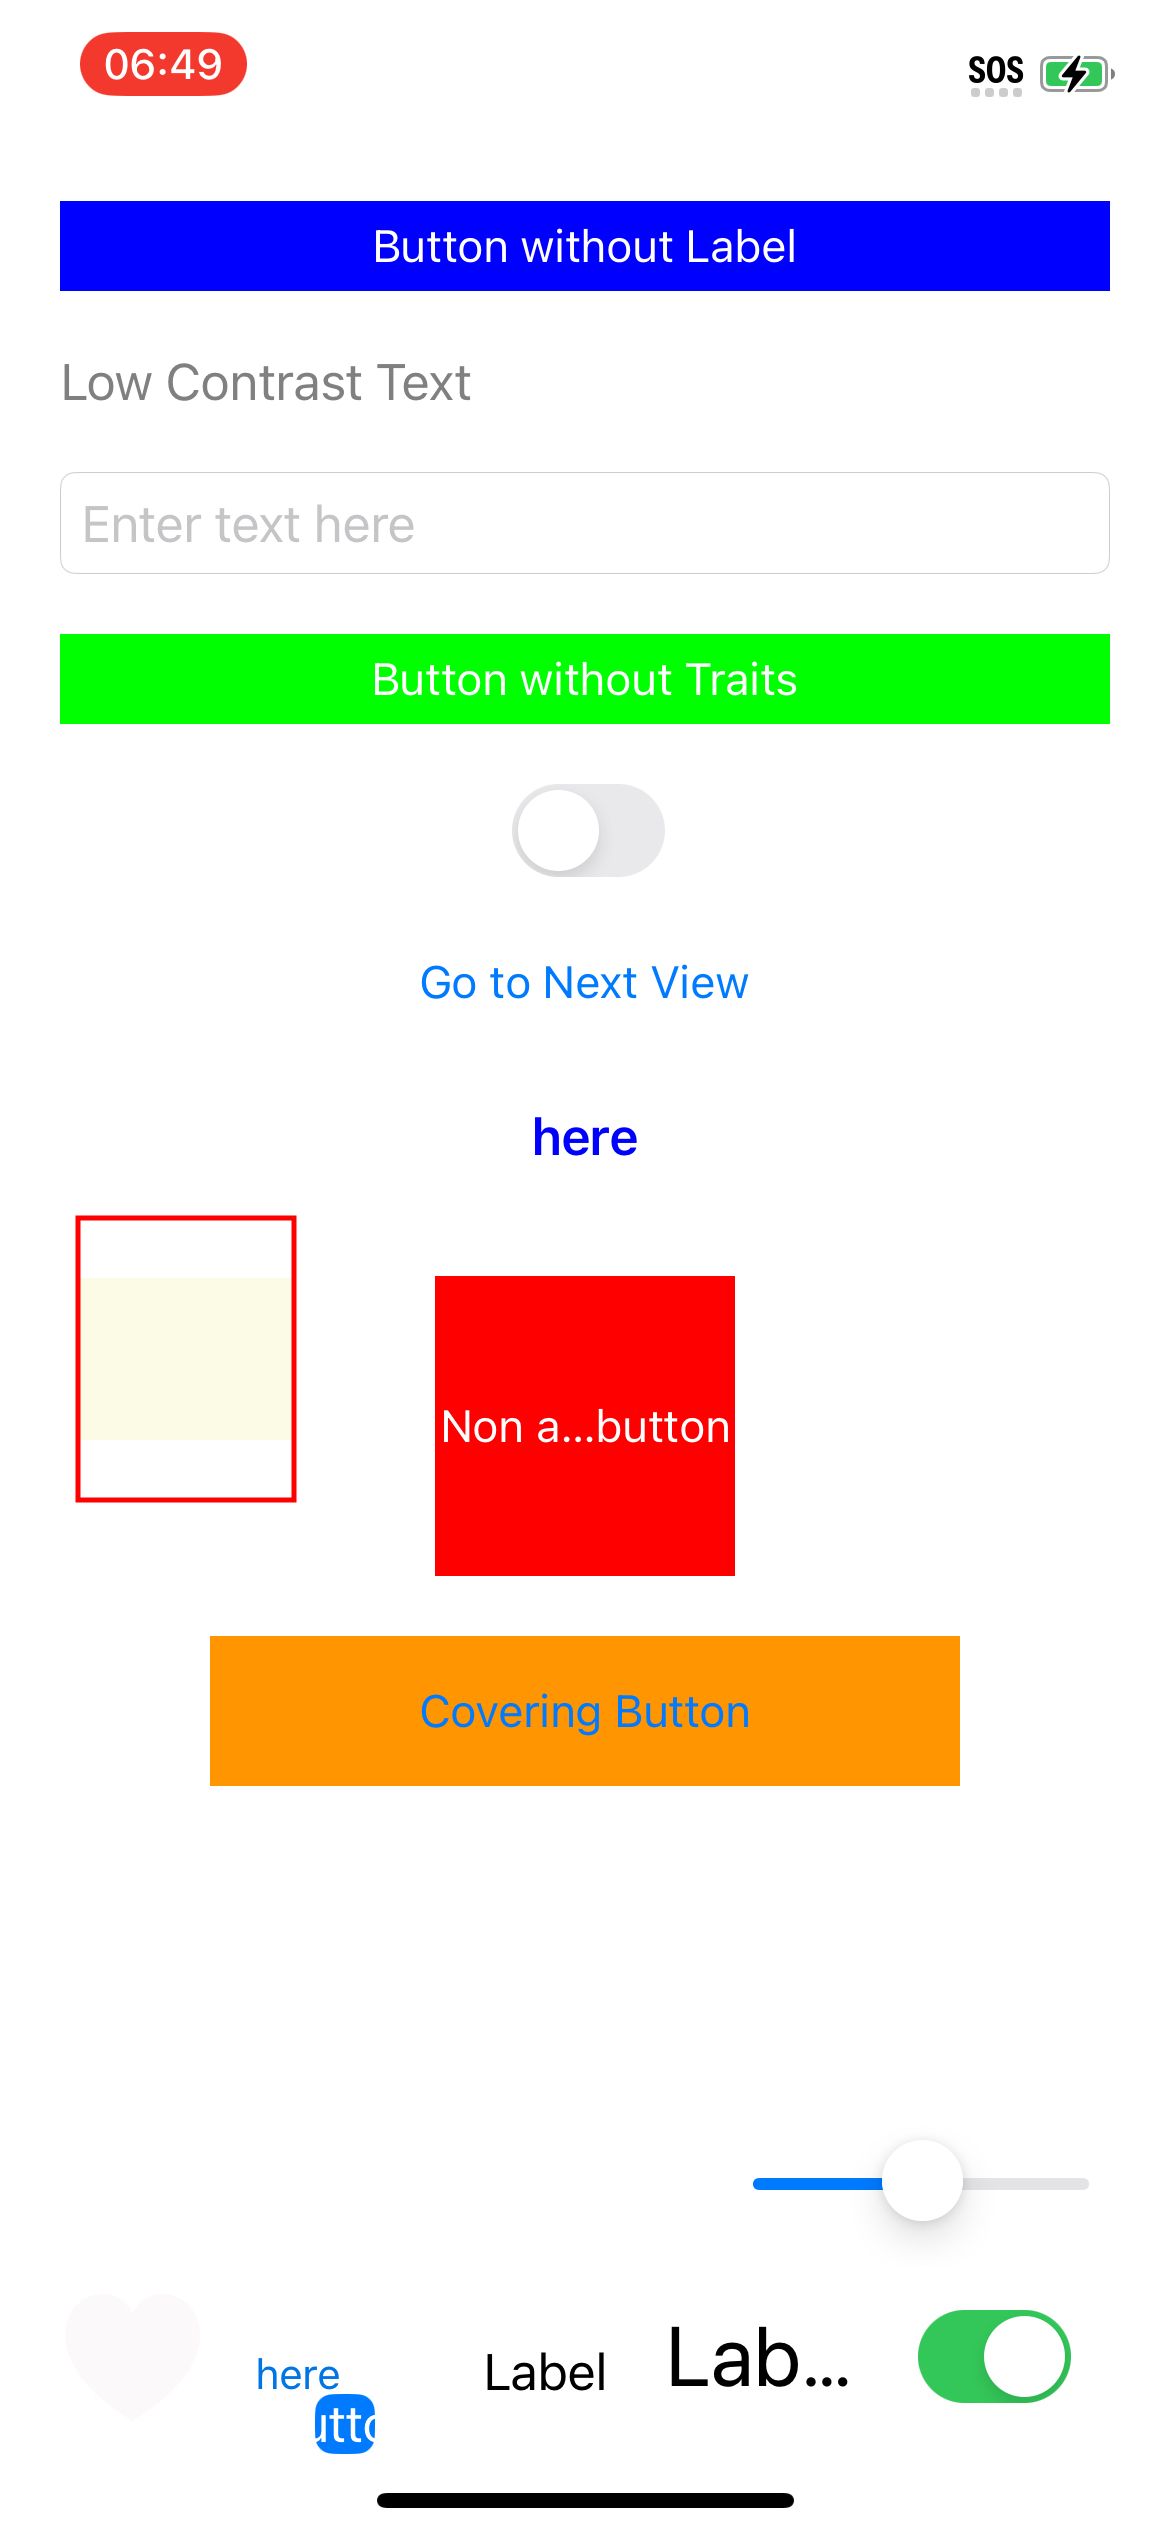 06:49
SOS
Button without Label
Low Contrast Text
Enter text here
Button without Traits
Go to Next View
here
Non a...button
Covering Button
here
Label
Lab...
utto